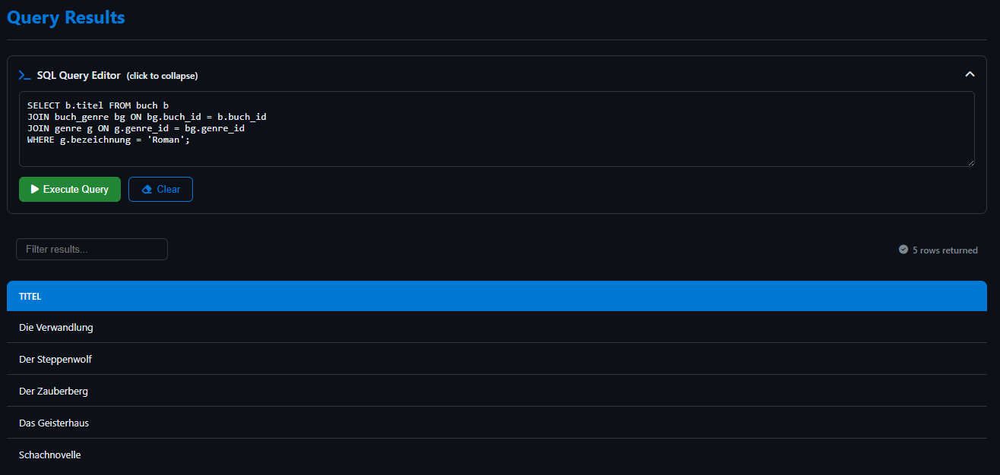 Query Results
SQL Query Editor (click to collapse)
SELECT b.titel FROM buch b
JOIN buch_genre bg ON bg.buch_id = b.buch_id
JOIN genre g ON g.genre_id = bg.genre_id
WHERE g.bezeichnung = 'Roman';
Execute Query
Clear
Filter results...
5 rows returned
TITEL
Die Verwandlung
Der Steppenwolf
Der Zauberberg
Das Geisterhaus
Schachnovelle